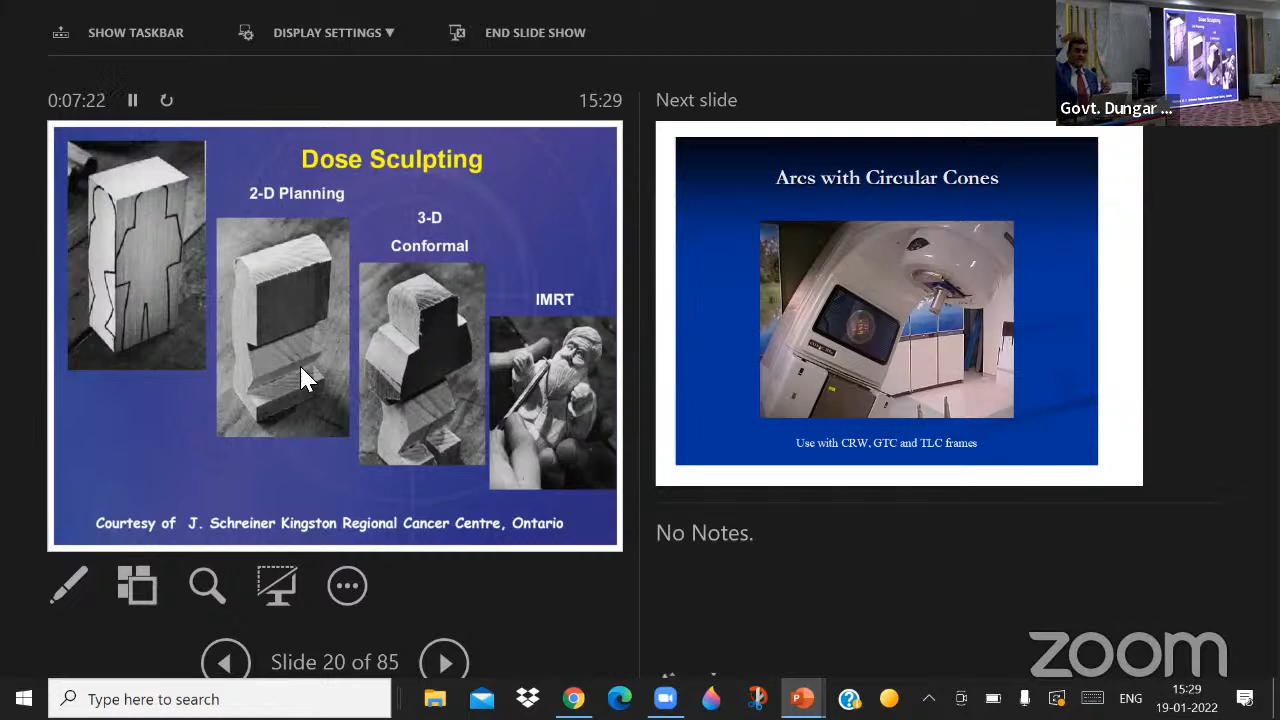 SHOW TASKBAR
DISPLAY SETTINGS ▼
END SLIDE SHOW
Dose Sculpting
Govt. Dungar ...
0:07:22
15:29
Next slide
Dose Sculpting
2-D Planning
3-D
Conformal
IMRT
Courtesy of J. Schreiner Kingston Regional Cancer Centre, Ontario
Arcs with Circular Cones
Use with CRW, GTC and TLC frames
No Notes.
Slide 20 of 85
zoom
Type here to search
ENG
15:29
19-01-2022